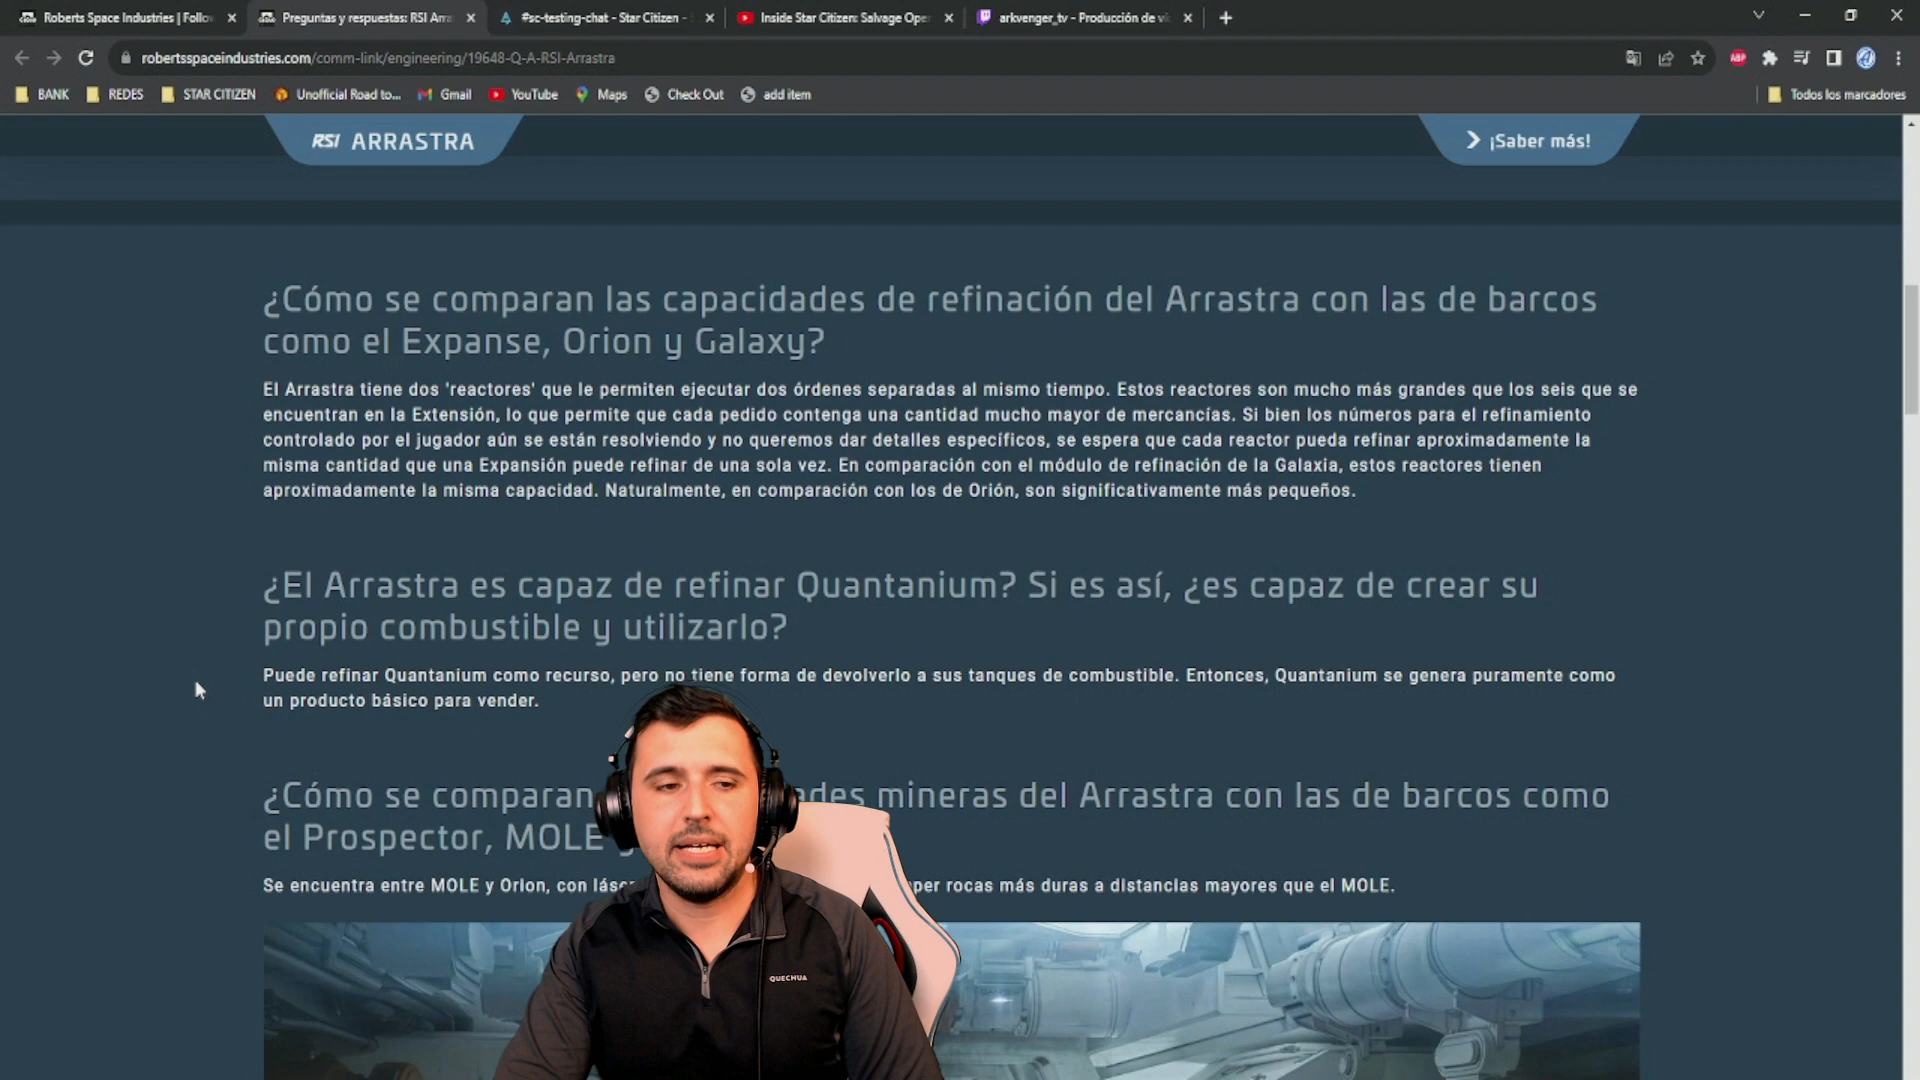 Roberts Space Industries | Follo
Preguntas y respuestas: RSI Arra
#sc-testing-chat - Star Citizen -
Inside Star Citizen: Salvage Oper
arkvenger_tv - Producción de vi
robertsspaceindustries.com/comm-link/engineering/19648-Q-A-RSI-Arrastra
ABP
BANK
REDES
STAR CITIZEN
Unofficial Road to...
Gmail
YouTube
Maps
Check Out
add item
Todos los marcadores
RSI ARRASTRA
¡Saber más!
¿Cómo se comparan las capacidades de refinación del Arrastra con las de barcos
como el Expanse, Orion y Galaxy?
El Arrastra tiene dos 'reactores' que le permiten ejecutar dos órdenes separadas al mismo tiempo. Estos reactores son mucho más grandes que los seis que se
encuentran en la Extensión, lo que permite que cada pedido contenga una cantidad mucho mayor de mercancías. Si bien los números para el refinamiento
controlado por el jugador aún se están resolviendo y no queremos dar detalles específicos, se espera que cada reactor pueda refinar aproximadamente la
misma cantidad que una Expansión puede refinar de una sola vez. En comparación con el módulo de refinación de la Galaxia, estos reactores tienen
aproximadamente la misma capacidad. Naturalmente, en comparación con los de Orión, son significativamente más pequeños.
¿El Arrastra es capaz de refinar Quantanium? Si es así, ¿es capaz de crear su
propio combustible y utilizarlo?
Puede refinar Quantanium como recurso, pero no tiene forma de devolverlo a sus tanques de combustible. Entonces, Quantanium se genera puramente como
un producto básico para vender.
¿Cómo se comparan ades mineras del Arrastra con las de barcos como
el Prospector, MOLE y
Se encuentra entre MOLE y Orion, con lás per rocas más duras a distancias mayores que el MOLE.
QUECHUA